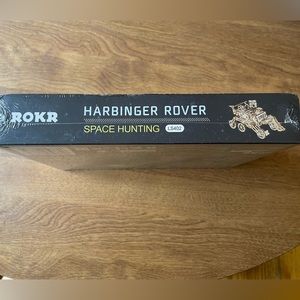 ROKR
HARBINGER ROVER
SPACE HUNTING LS402